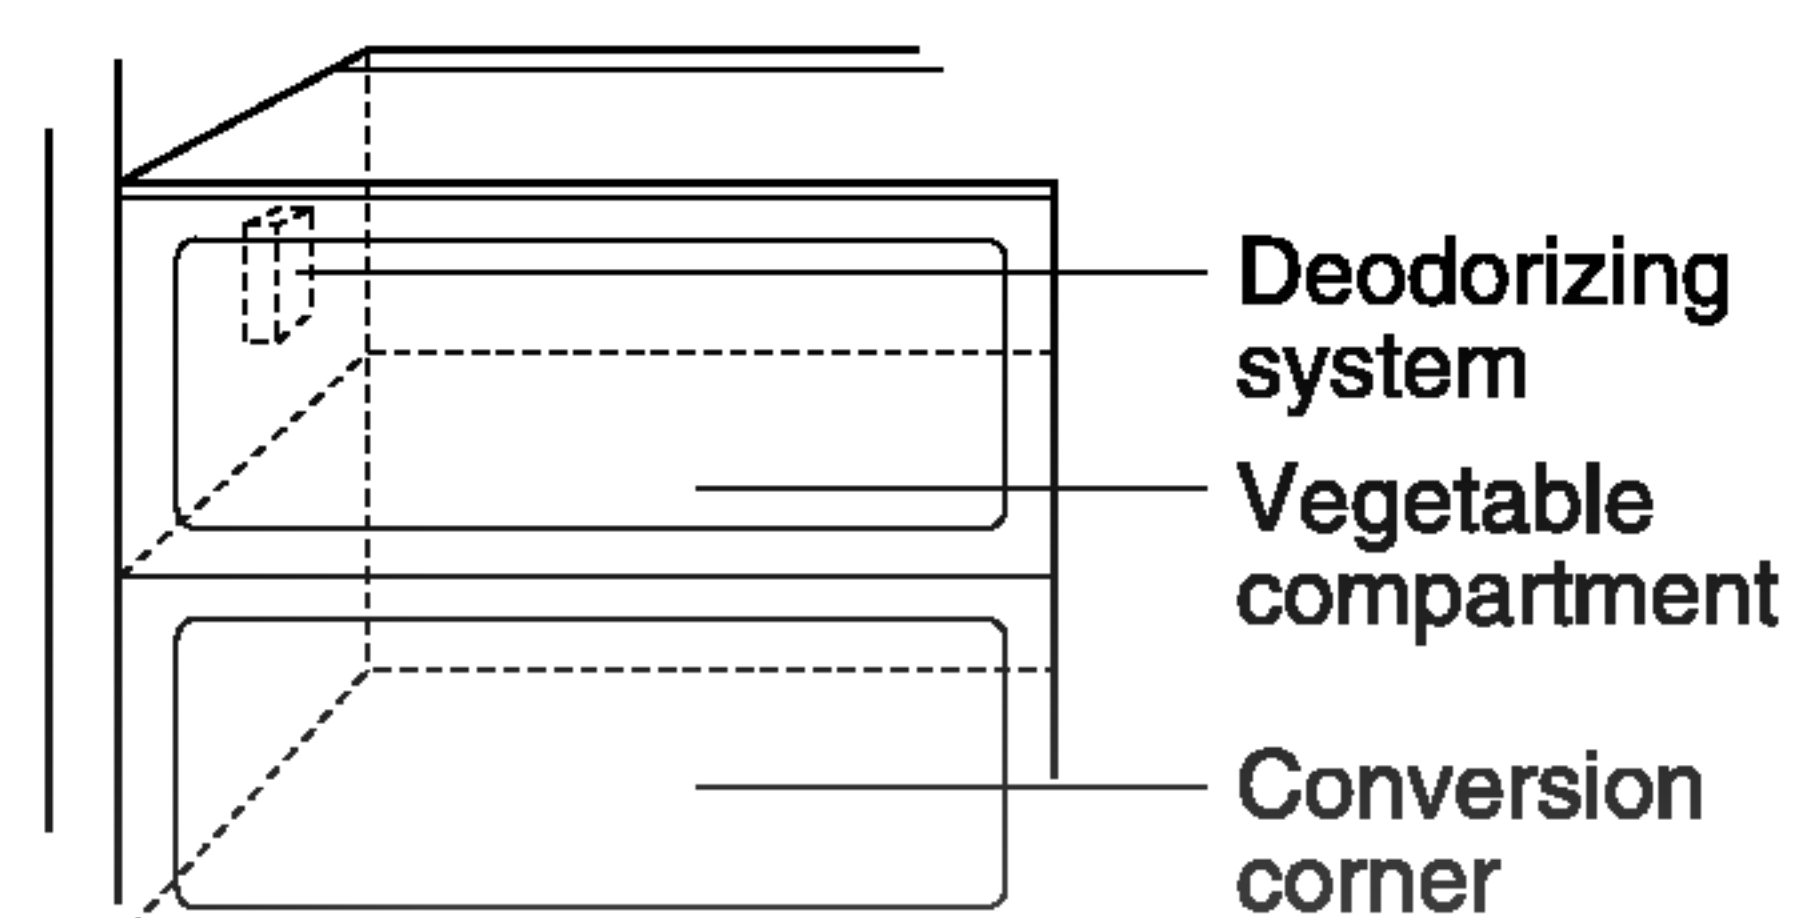 Deodorizing
system
Vegetable
compartment
Conversion
corner